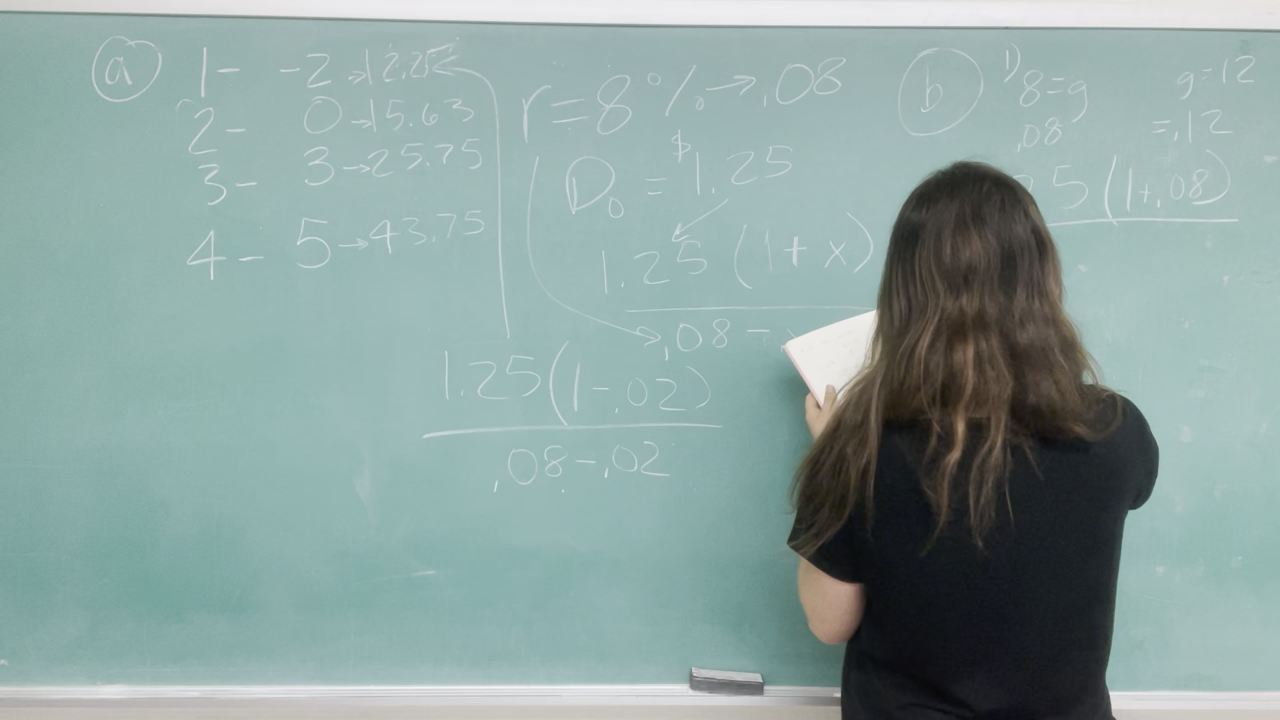 a
1- -2→12.25
2- 0→15.63
3- 3→25.75
4- 5→43.75
r=8%→.08
D₀ = $1.25
1.25 (1+x)
.08 -
1.25(1-.02)
.08-.02
b
1) 8=g g=12
.08 =.12
5(1+.08)